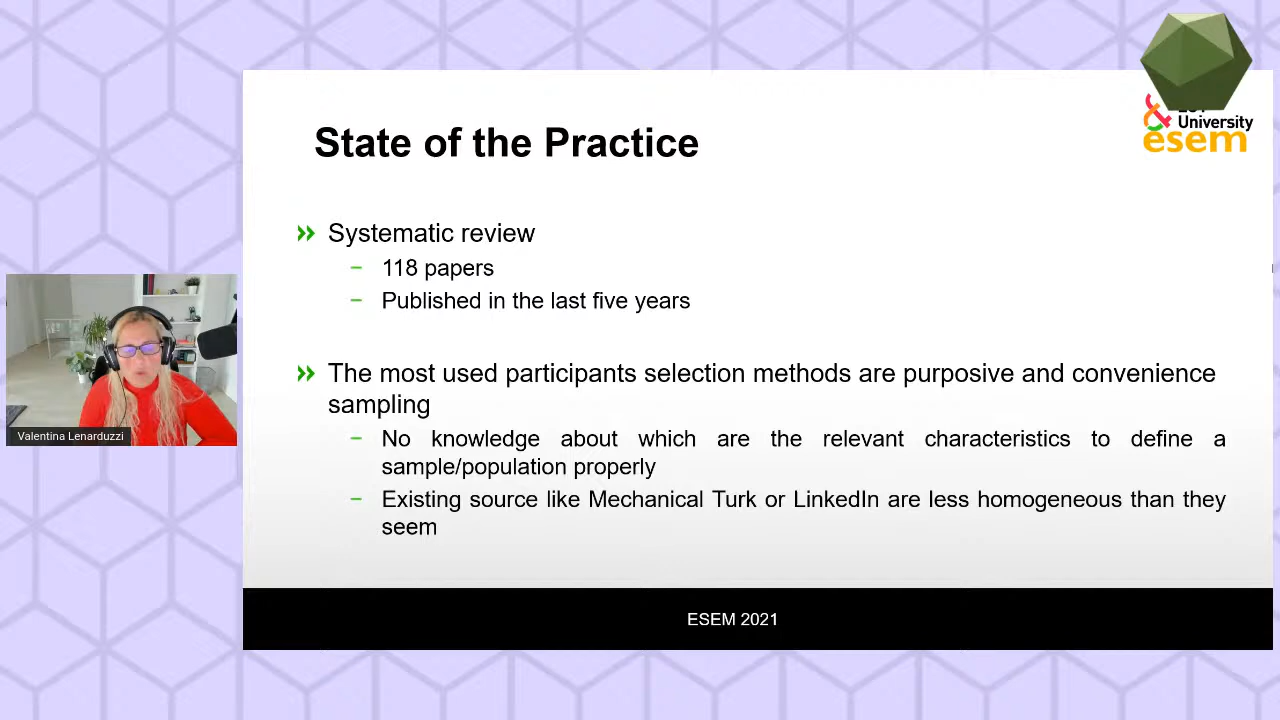 State of the Practice
University
esem
Systematic review
118 papers
Published in the last five years
The most used participants selection methods are purposive and convenience
sampling
No knowledge about which are the relevant characteristics to define a
sample/population properly
Existing source like Mechanical Turk or LinkedIn are less homogeneous than they
seem
Valentina Lenarduzzi
ESEM 2021